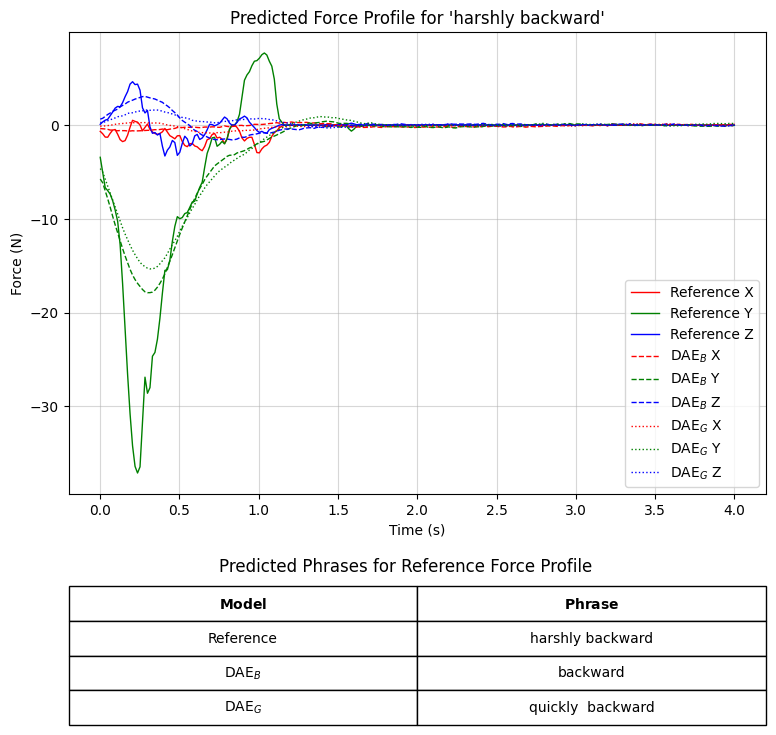 Predicted Force Profile for 'harshly backward'
Force (N)
0
−10
−20
−30
0.0 0.5 1.0 1.5 2.0 2.5 3.0 3.5 4.0
Time (s)
Reference X
Reference Y
Reference Z
DAE_B X
DAE_B Y
DAE_B Z
DAE_G X
DAE_G Y
DAE_G Z
Predicted Phrases for Reference Force Profile
Model Phrase
Reference harshly backward
DAE_B backward
DAE_G quickly  backward